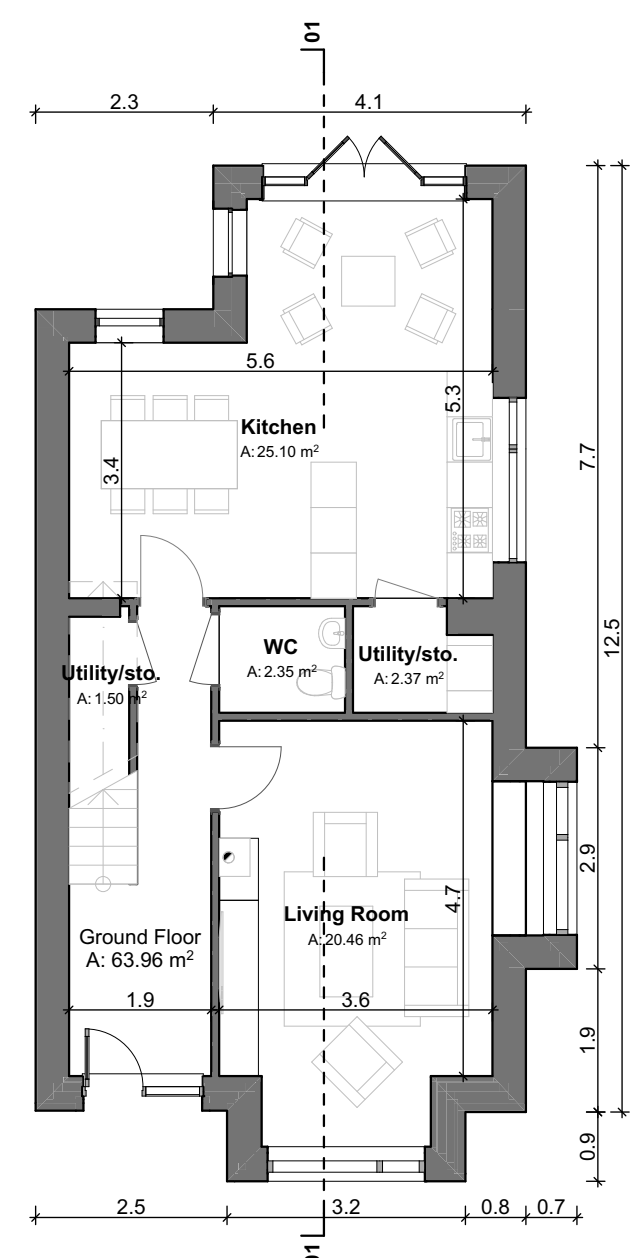 01
2.3
4.1
5.6
5.3
Kitchen
A: 25.10 m²
3.4
7.7
12.5
WC
A: 2.35 m²
Utility/sto.
A: 2.37 m²
Utility/sto.
A: 1.50 m²
2.9
4.7
Living Room
A: 20.46 m²
Ground Floor
A: 63.96 m²
1.9
3.6
1.9
0.9
2.5
3.2
0.8
0.7
01